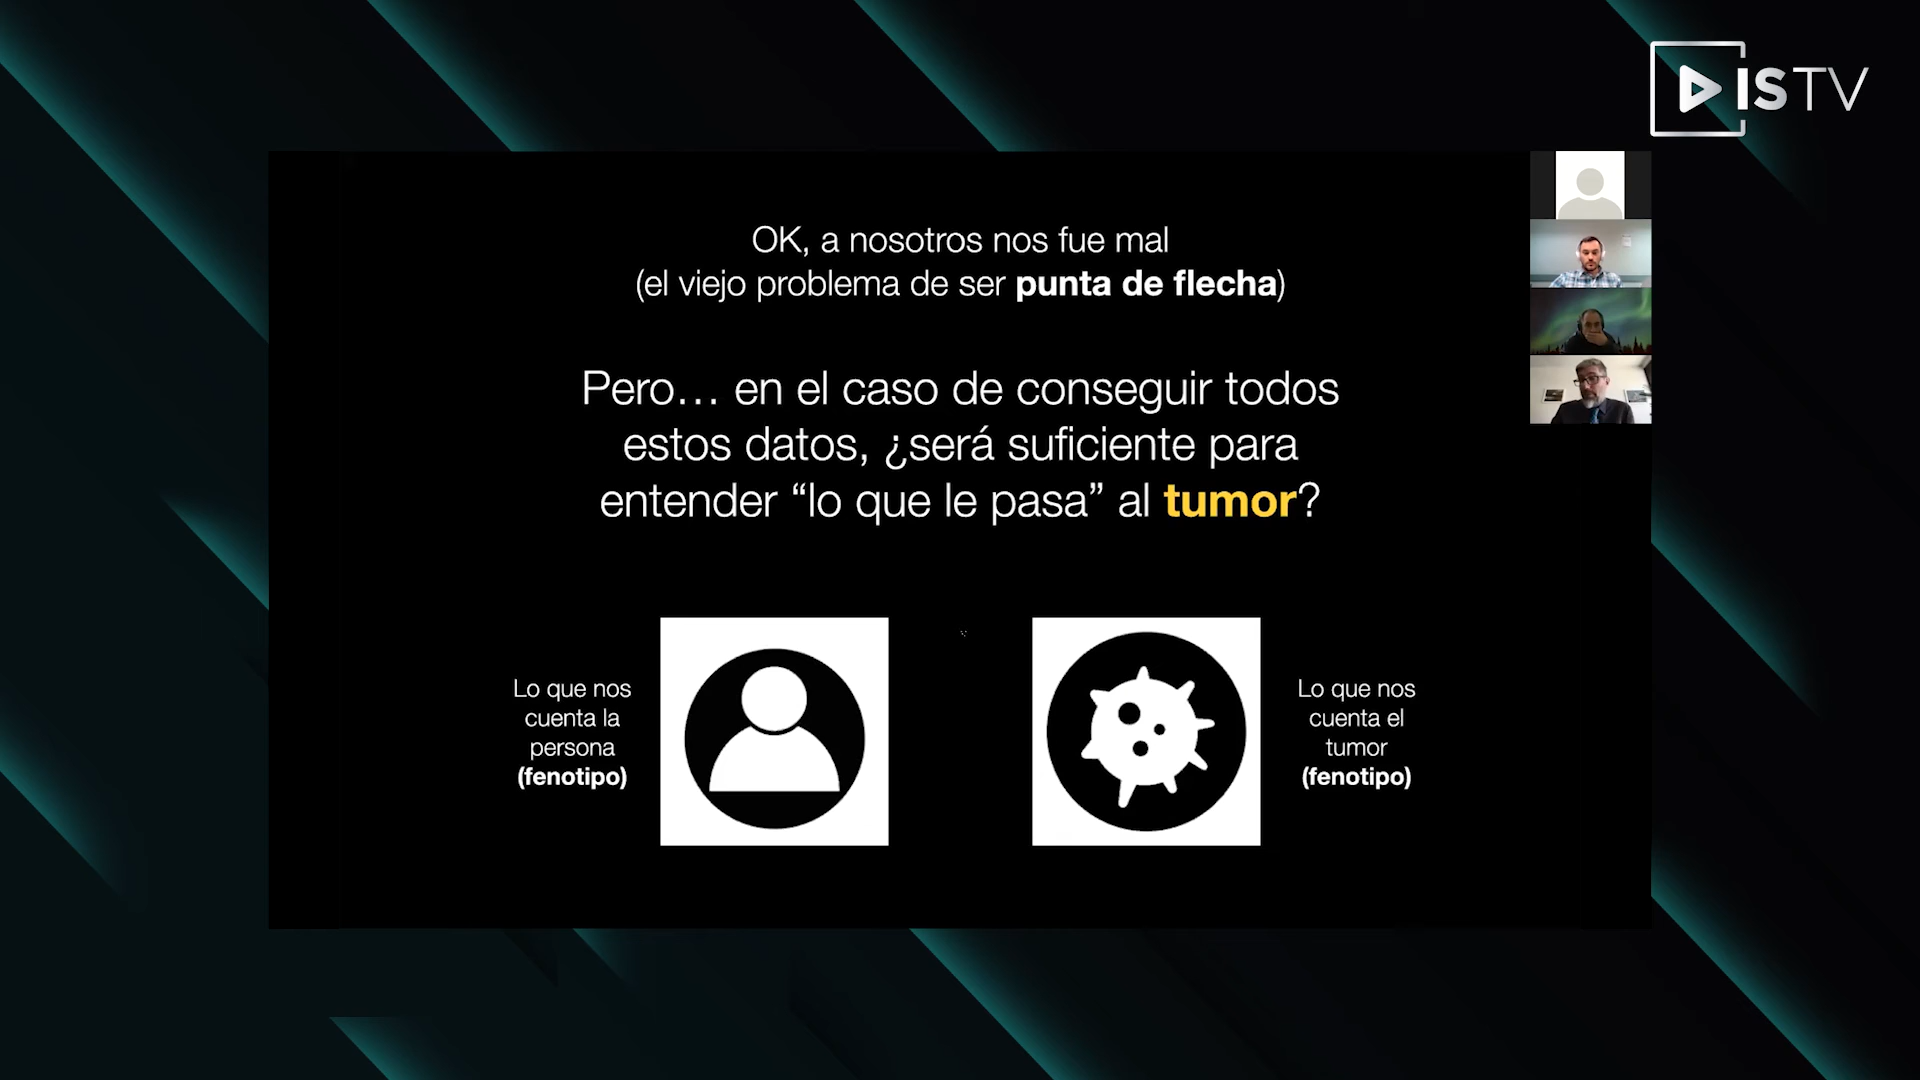 ISTV
OK, a nosotros nos fue mal
(el viejo problema de ser punta de flecha)
Pero… en el caso de conseguir todos
estos datos, ¿será suficiente para
entender “lo que le pasa” al tumor?
Lo que nos
cuenta la
persona
(fenotipo)
Lo que nos
cuenta el
tumor
(fenotipo)